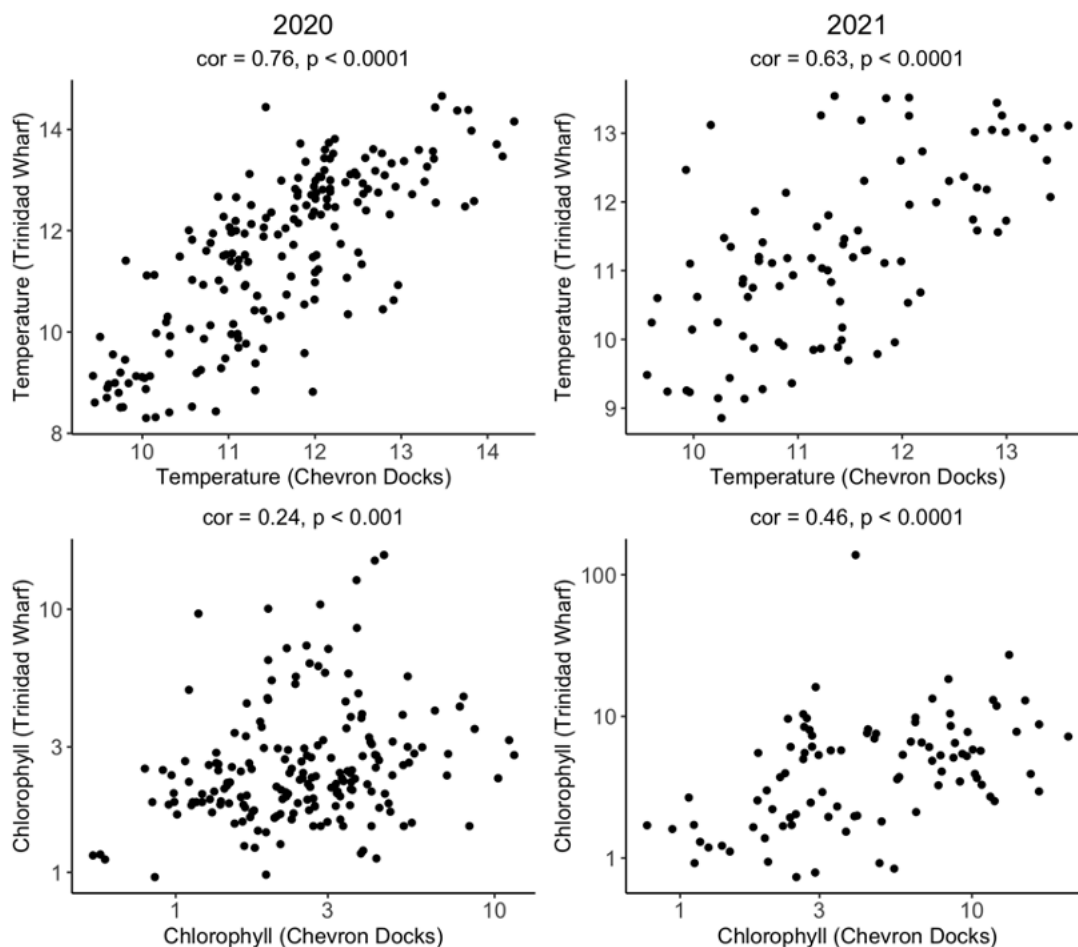 2020
cor = 0.76, p < 0.0001
Temperature (Trinidad Wharf)
14
12
10
8
10 11 12 13 14
Temperature (Chevron Docks)
2021
cor = 0.63, p < 0.0001
Temperature (Trinidad Wharf)
13
12
11
10
9
10 11 12 13
Temperature (Chevron Docks)
cor = 0.24, p < 0.001
Chlorophyll (Trinidad Wharf)
10
3
1
1 3 10
Chlorophyll (Chevron Docks)
cor = 0.46, p < 0.0001
Chlorophyll (Trinidad Wharf)
100
10
1
1 3 10
Chlorophyll (Chevron Docks)